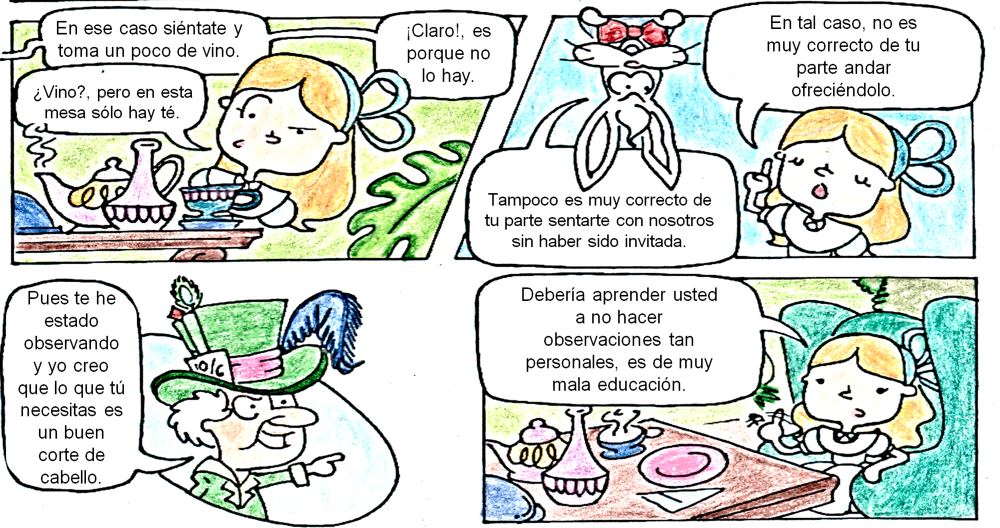 En ese caso siéntate y
toma un poco de vino.
¿Vino?, pero en esta
mesa sólo hay té.
¡Claro!, es
porque no
lo hay.
En tal caso, no es
muy correcto de tu
parte andar
ofreciéndolo.
Tampoco es muy correcto de
tu parte sentarte con nosotros
sin haber sido invitada.
Pues te he
estado
observando
y yo creo
que lo que tú
necesitas es
un buen
corte de
cabello.
10/6
Debería aprender usted
a no hacer
observaciones tan
personales, es de muy
mala educación.